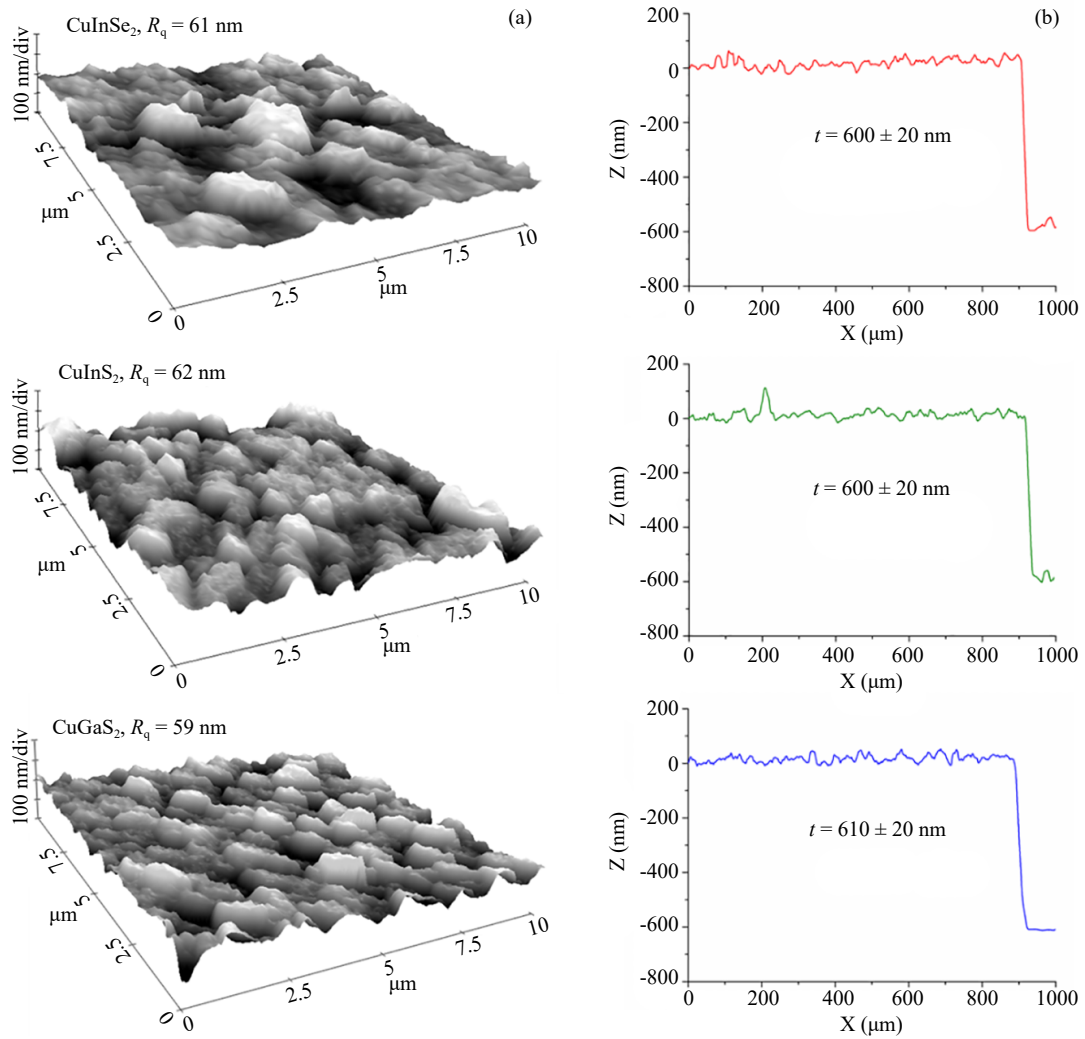 CuInSe₂, R_q = 61 nm
(a)
100 nm/div
7.5
5
μm
2.5
0
0
2.5
5
μm
7.5
10
(b)
200
0
-200
-400
-600
-800
Z (nm)
t = 600 ± 20 nm
0
200
400
600
800
1000
X (μm)
CuInS₂, R_q = 62 nm
100 nm/div
7.5
5
μm
2.5
0
0
2.5
5
μm
7.5
10
200
0
-200
-400
-600
-800
Z (nm)
t = 600 ± 20 nm
0
200
400
600
800
1000
X (μm)
CuGaS₂, R_q = 59 nm
100 nm/div
7.5
5
μm
2.5
0
0
2.5
5
μm
7.5
10
200
0
-200
-400
-600
-800
Z (nm)
t = 610 ± 20 nm
0
200
400
600
800
1000
X (μm)